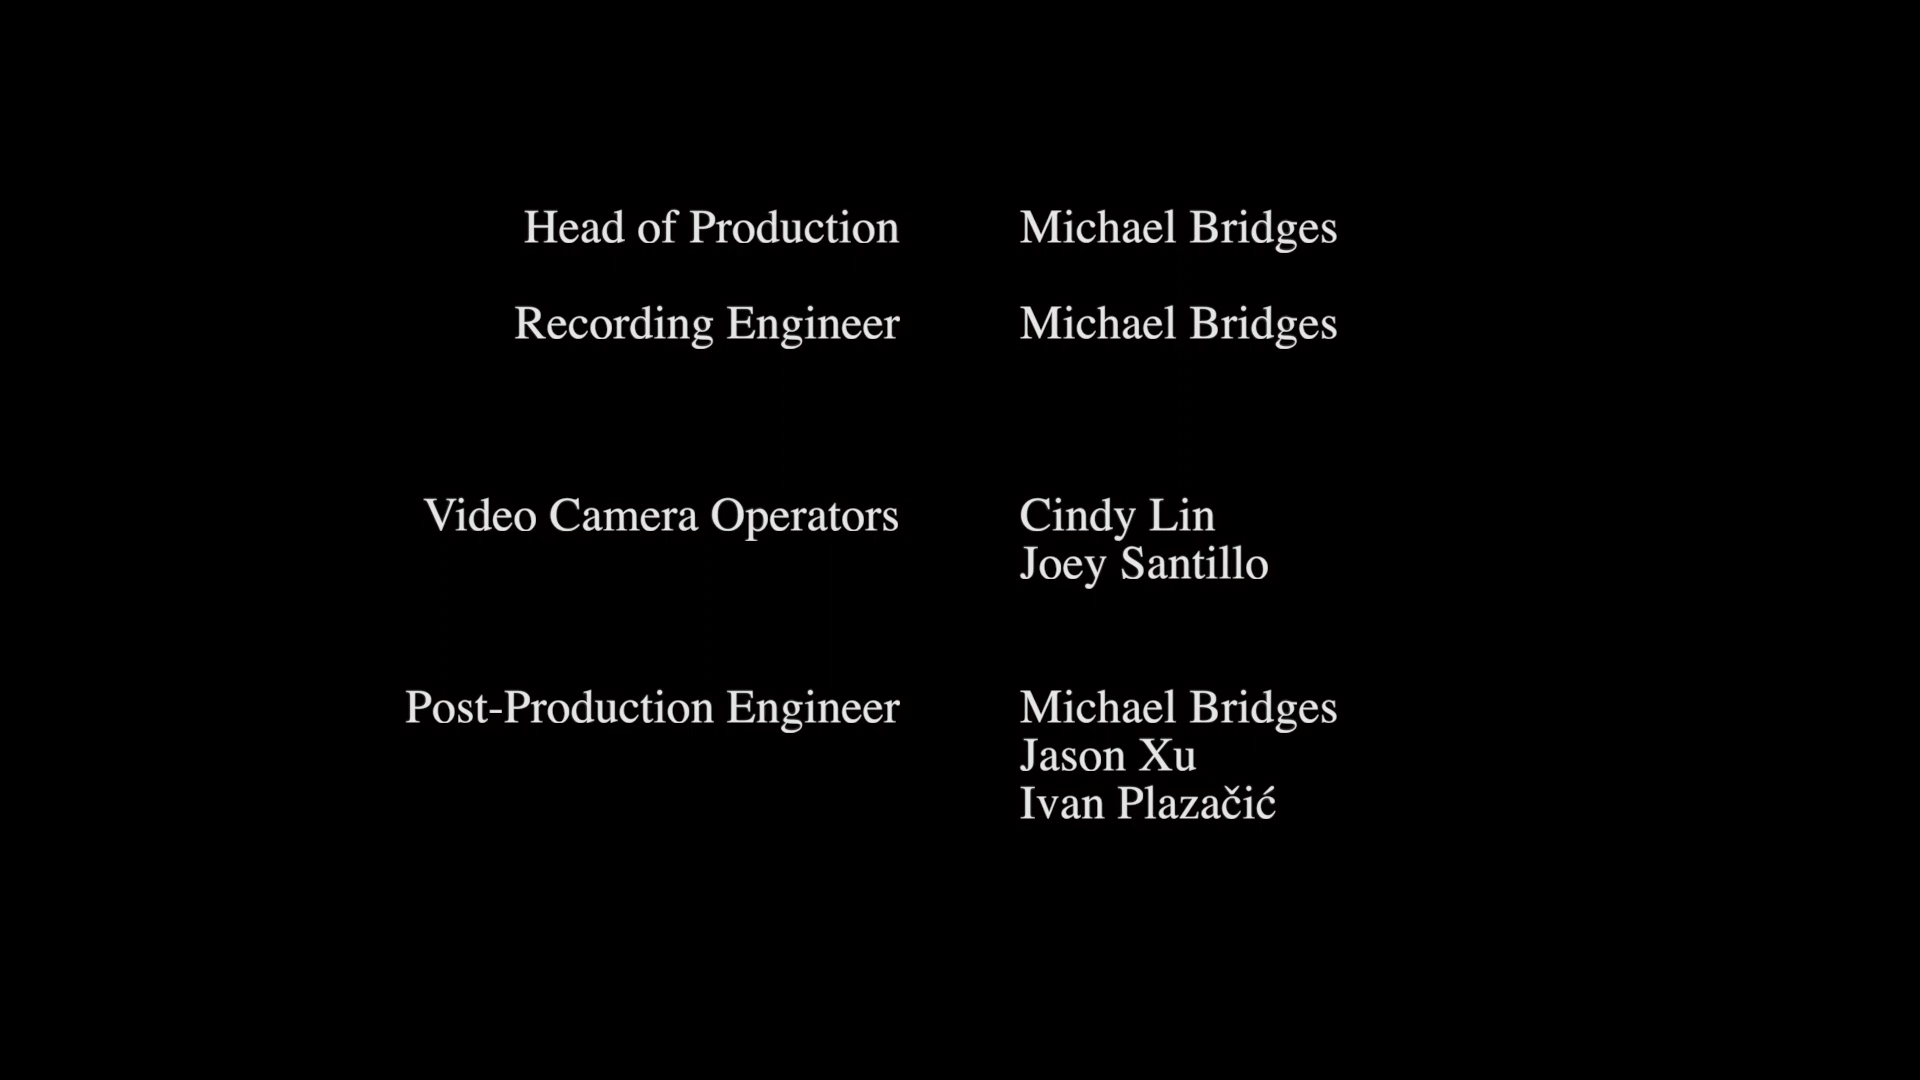 Head of Production Michael Bridges
Recording Engineer Michael Bridges
Video Camera Operators Cindy Lin
Joey Santillo
Post-Production Engineer Michael Bridges
Jason Xu
Ivan Plazačić